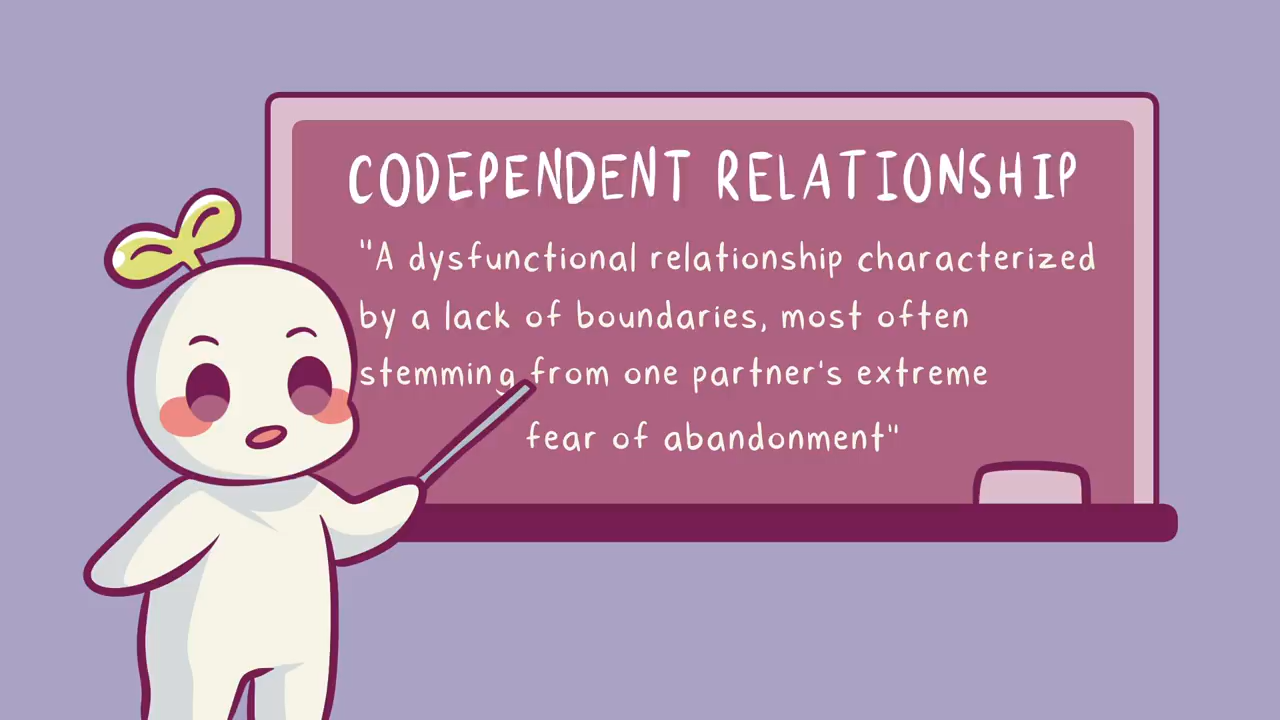 CODEPENDENT RELATIONSHIP
"A dysfunctional relationship characterized
by a lack of boundaries, most often
stemming from one partner's extreme
fear of abandonment"